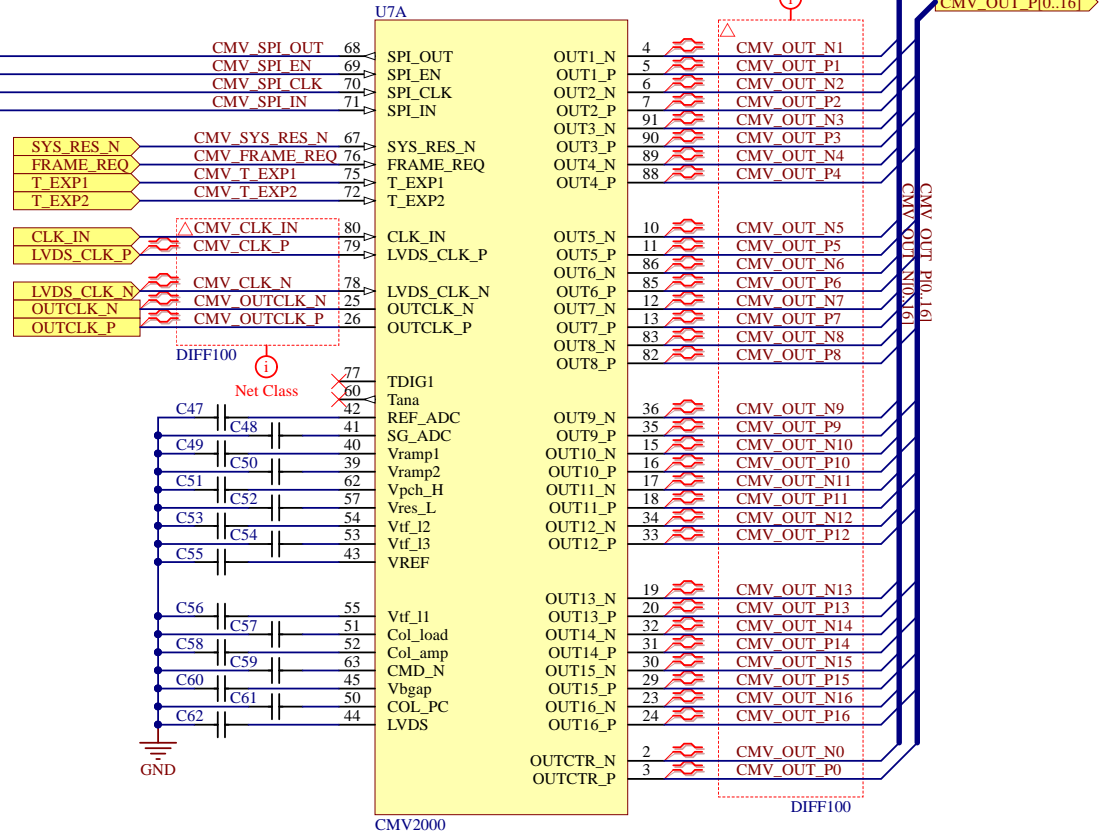 U7A
CMV_OUT_P[0..16]
CMV_SPI_OUT 68 SPI_OUT
CMV_SPI_EN 69 SPI_EN
CMV_SPI_CLK 70 SPI_CLK
CMV_SPI_IN 71 SPI_IN
SYS_RES_N CMV_SYS_RES_N 67 SYS_RES_N
FRAME_REQ CMV_FRAME_REQ 76 FRAME_REQ
T_EXP1 CMV_T_EXP1 75 T_EXP1
T_EXP2 CMV_T_EXP2 72 T_EXP2
CLK_IN CMV_CLK_IN 80 CLK_IN
LVDS_CLK_P CMV_CLK_P 79 LVDS_CLK_P
LVDS_CLK_N CMV_CLK_N 78 LVDS_CLK_N
OUTCLK_N CMV_OUTCLK_N 25 OUTCLK_N
OUTCLK_P CMV_OUTCLK_P 26 OUTCLK_P
DIFF100
i
Net Class
77 TDIG1
60 Tana
C47 42 REF_ADC
C48 41 SG_ADC
C49 40 Vramp1
C50 39 Vramp2
C51 62 Vpch_H
C52 57 Vres_L
C53 54 Vtf_l2
C54 53 Vtf_l3
C55 43 VREF
C56 55 Vtf_l1
C57 51 Col_load
C58 52 Col_amp
C59 63 CMD_N
C60 45 Vbgap
C61 50 COL_PC
C62 44 LVDS
GND
OUT1_N 4 CMV_OUT_N1
OUT1_P 5 CMV_OUT_P1
OUT2_N 6 CMV_OUT_N2
OUT2_P 7 CMV_OUT_P2
OUT3_N 91 CMV_OUT_N3
OUT3_P 90 CMV_OUT_P3
OUT4_N 89 CMV_OUT_N4
OUT4_P 88 CMV_OUT_P4
OUT5_N 10 CMV_OUT_N5
OUT5_P 11 CMV_OUT_P5
OUT6_N 86 CMV_OUT_N6
OUT6_P 85 CMV_OUT_P6
OUT7_N 12 CMV_OUT_N7
OUT7_P 13 CMV_OUT_P7
OUT8_N 83 CMV_OUT_N8
OUT8_P 82 CMV_OUT_P8
OUT9_N 36 CMV_OUT_N9
OUT9_P 35 CMV_OUT_P9
OUT10_N 15 CMV_OUT_N10
OUT10_P 16 CMV_OUT_P10
OUT11_N 17 CMV_OUT_N11
OUT11_P 18 CMV_OUT_P11
OUT12_N 34 CMV_OUT_N12
OUT12_P 33 CMV_OUT_P12
OUT13_N 19 CMV_OUT_N13
OUT13_P 20 CMV_OUT_P13
OUT14_N 32 CMV_OUT_N14
OUT14_P 31 CMV_OUT_P14
OUT15_N 30 CMV_OUT_N15
OUT15_P 29 CMV_OUT_P15
OUT16_N 23 CMV_OUT_N16
OUT16_P 24 CMV_OUT_P16
OUTCTR_N 2 CMV_OUT_N0
OUTCTR_P 3 CMV_OUT_P0
DIFF100
CMV_OUT_N[0..16]
CMV_OUT_P[0..16]
CMV2000